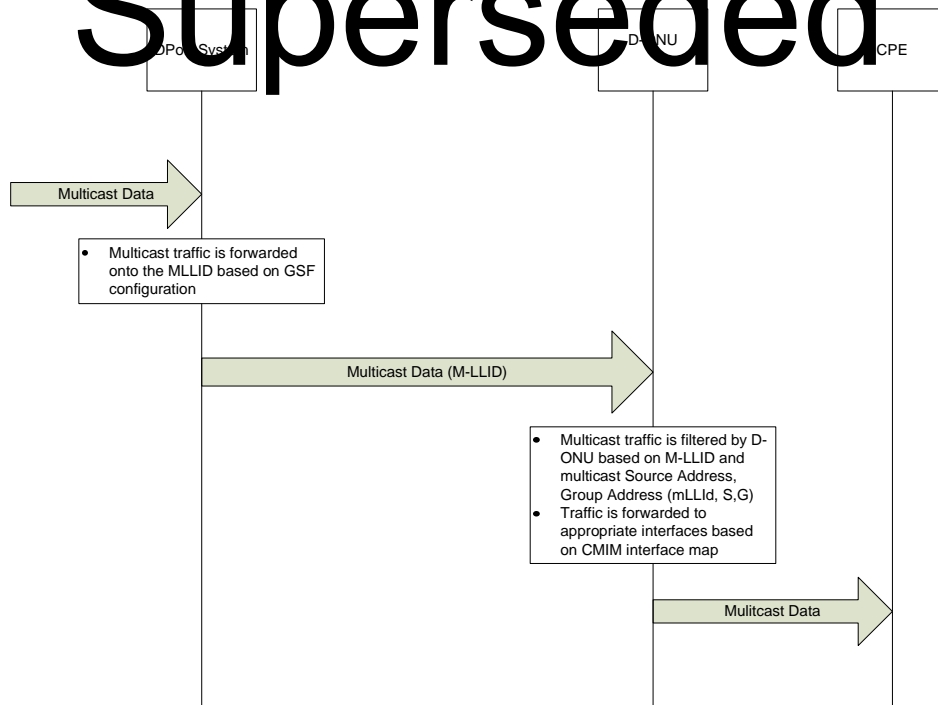 Superseded
DPoE System
D-ONU
CPE
Multicast Data
• Multicast traffic is forwarded
onto the MLLID based on GSF
configuration
Multicast Data (M-LLID)
• Multicast traffic is filtered by D-
ONU based on M-LLID and
multicast Source Address,
Group Address (mLLId, S,G)
• Traffic is forwarded to
appropriate interfaces based
on CMIM interface map
Mulitcast Data